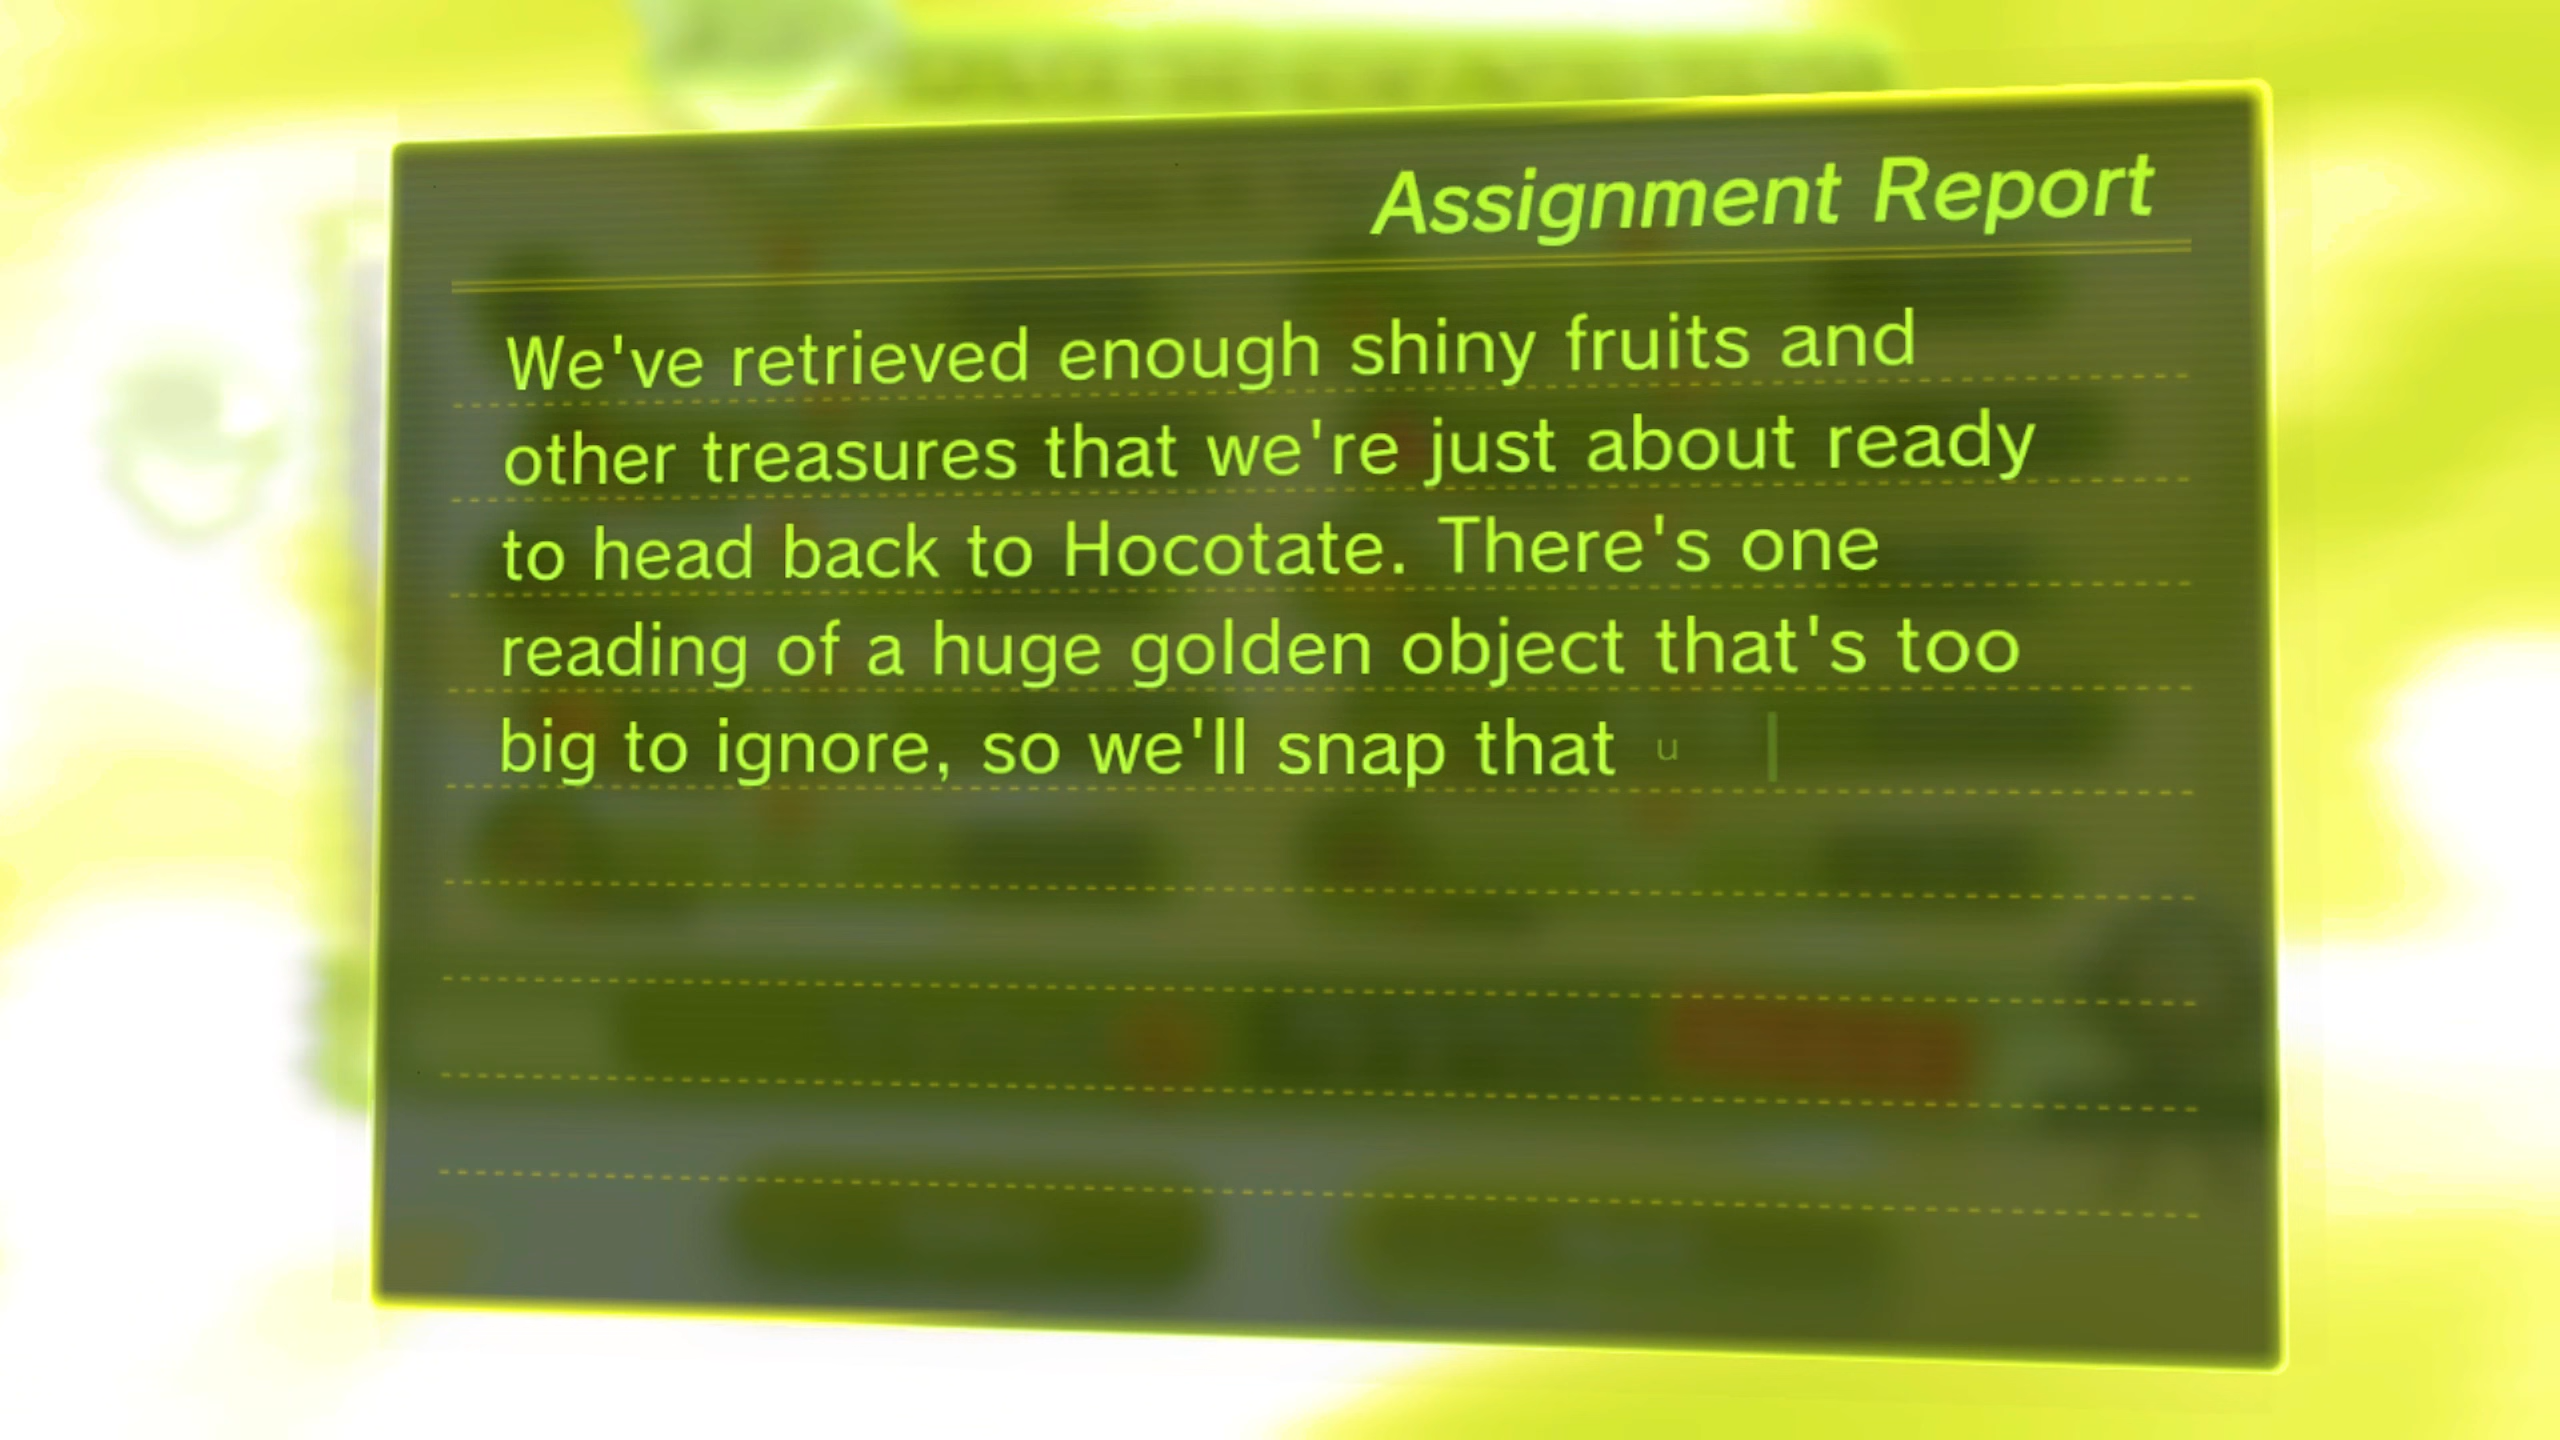 Assignment Report
We've retrieved enough shiny fruits and
other treasures that we're just about ready
to head back to Hocotate. There's one
reading of a huge golden object that's too
big to ignore, so we'll snap that u